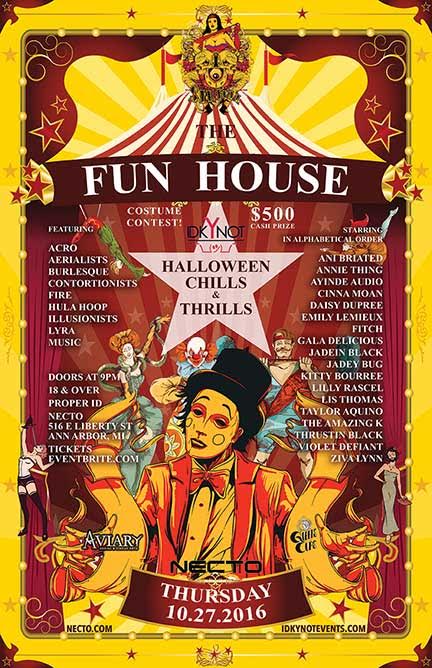 THE
FUN HOUSE
COSTUME
CONTEST!
IDKYNOT
$500
CASH PRIZE
HALLOWEEN
CHILLS
&
THRILLS
FEATURING
ACRO
AERIALISTS
BURLESQUE
CONTORTIONISTS
FIRE
HULA HOOP
ILLUSIONISTS
LYRA
MUSIC
DOORS AT 9PM
18 & OVER
PROPER ID
NECTO
516 E LIBERTY ST
ANN ARBOR, MI
TICKETS
EVENTBRITE.COM
STARRING
IN ALPHABETICAL ORDER
ANI BRIATED
ANNIE THING
AYINDE AUDIO
CINNA MOAN
DAISY DUPREE
EMILY LEMIEUX
FITCH
GALA DELICIOUS
JADEIN BLACK
JADEY BUG
KITTY BOURREE
LILLY RASCEL
LIS THOMAS
TAYLOR AQUINO
THE AMAZING K
THRUSTIN BLACK
VIOLET DEFIANT
ZIVA LYNN
AVIARY
NECTO
THURSDAY
10.27.2016
NECTO.COM
IDKYNOTEVENTS.COM